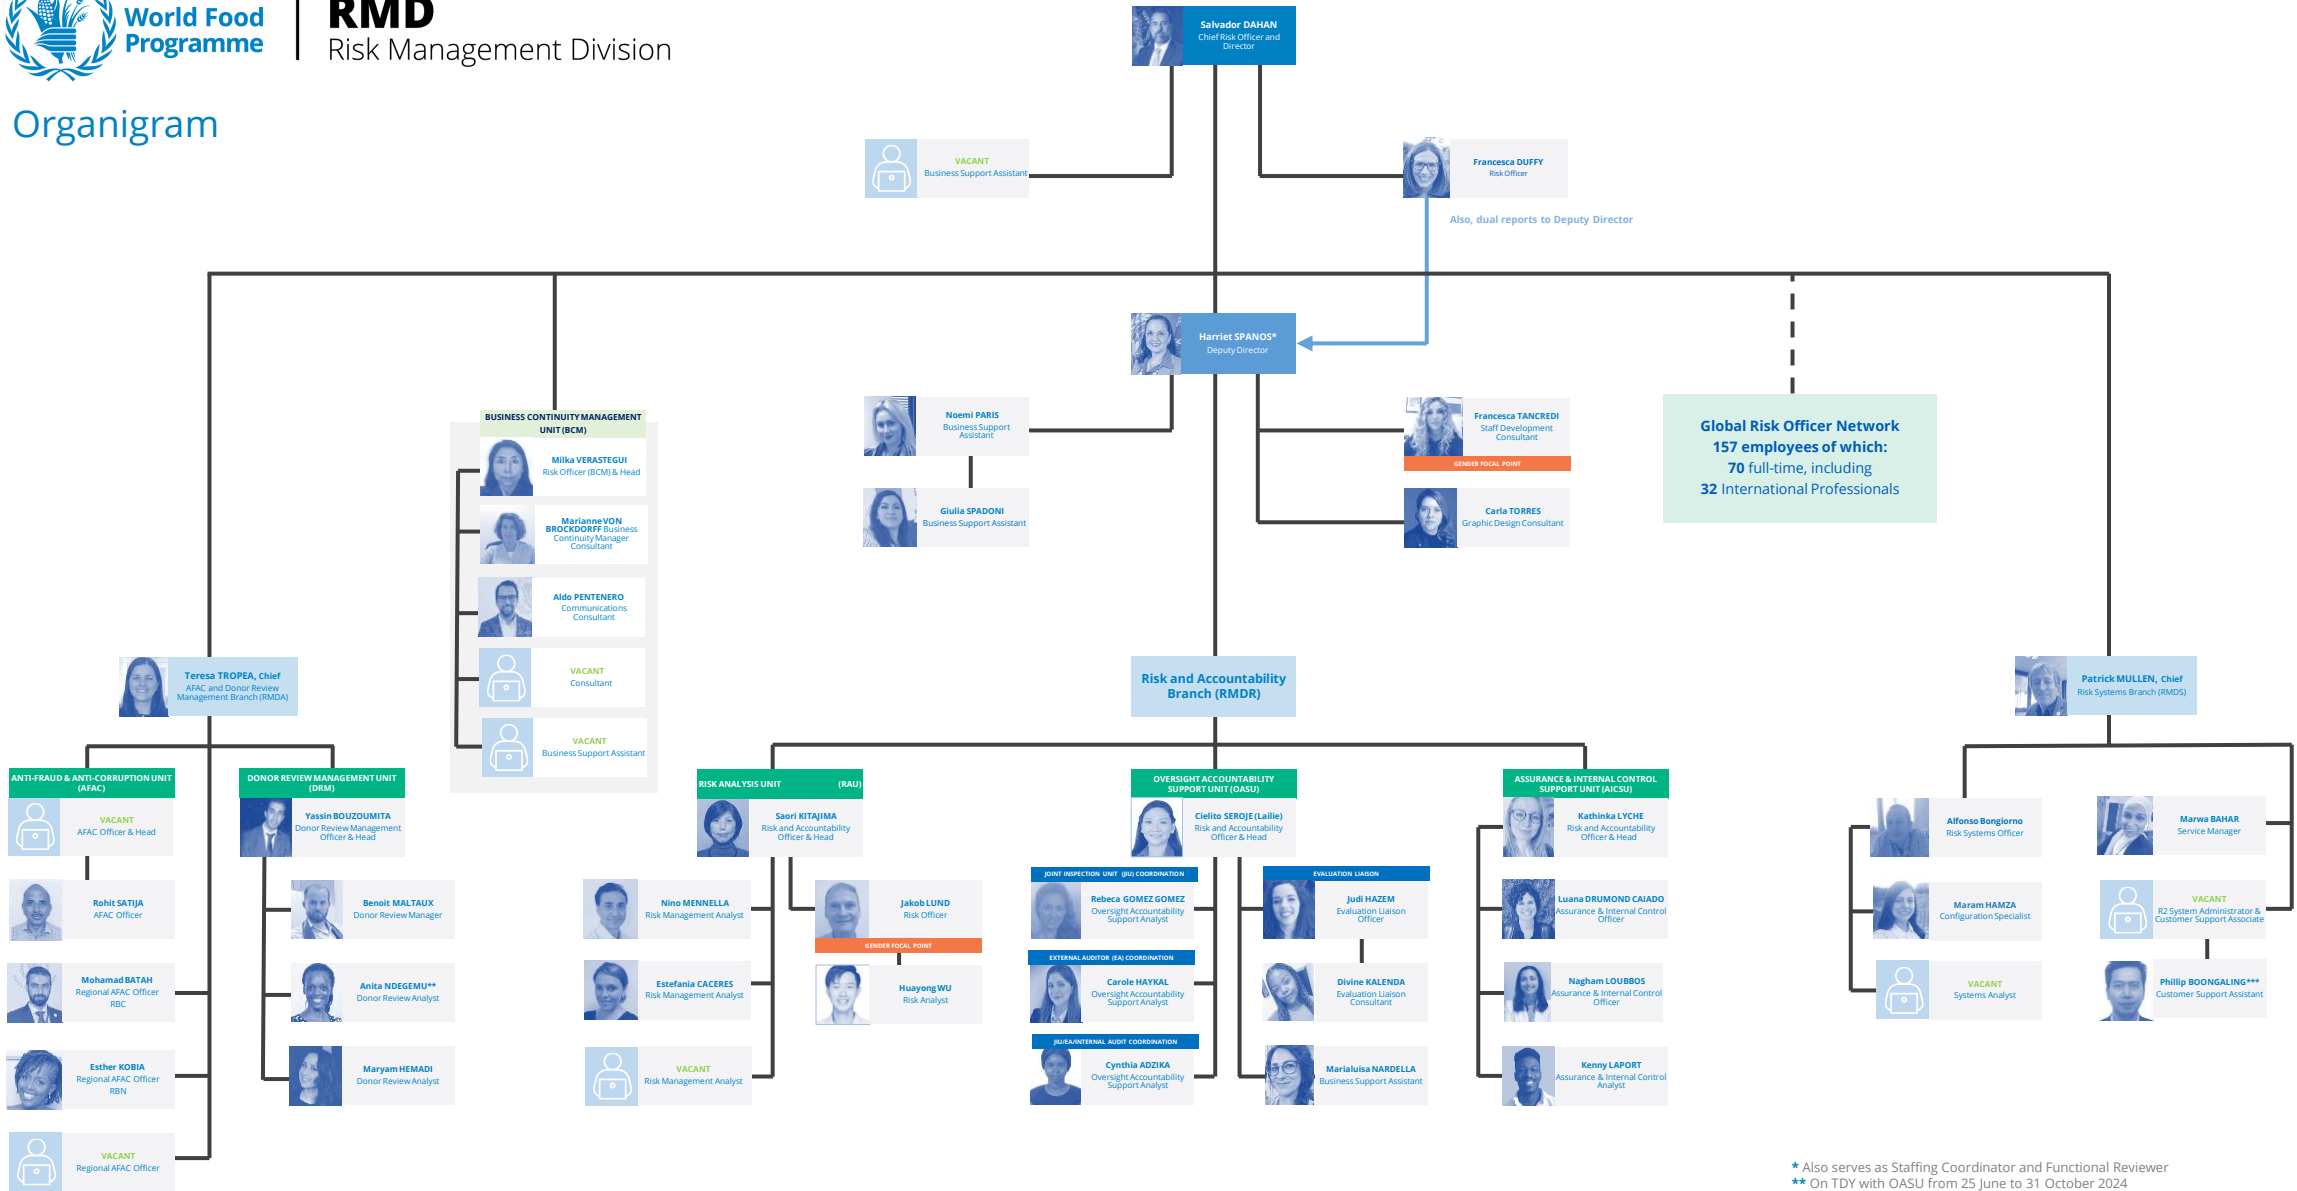 World Food
Programme
RMD
Risk Management Division
Organigram
Salvador DAHAN
Chief Risk Officer and
Director
VACANT
Business Support Assistant
Francesca DUFFY
Risk Officer
Also, dual reports to Deputy Director
Harriet SPANOS*
Deputy Director
Noemi PARIS
Business Support
Assistant
Giulia SPADONI
Business Support Assistant
Francesca TANCREDI
Staff Development
Consultant
GENDER FOCAL POINT
Carla TORRES
Graphic Design Consultant
Global Risk Officer Network
157 employees of which:
70 full-time, including
32 International Professionals
BUSINESS CONTINUITY MANAGEMENT
UNIT (BCM)
Milka VERASTEGUI
Risk Officer (BCM) & Head
Marianne VON
BROCKDORFF Business
Continuity Manager
Consultant
Aldo PENTENERO
Communications
Consultant
VACANT
Consultant
VACANT
Business Support Assistant
Teresa TROPEA, Chief
AFAC and Donor Review
Management Branch (RMDA)
Risk and Accountability
Branch (RMDR)
Patrick MULLEN, Chief
Risk Systems Branch (RMDS)
ANTI-FRAUD & ANTI-CORRUPTION UNIT
(AFAC)
VACANT
AFAC Officer & Head
Rohit SATIJA
AFAC Officer
Mohamad BATAH
Regional AFAC Officer
RBC
Esther KOBIA
Regional AFAC Officer
RBN
VACANT
Regional AFAC Officer
DONOR REVIEW MANAGEMENT UNIT
(DRM)
Yassin BOUZOUMITA
Donor Review Management
Officer & Head
Benoit MALTAUX
Donor Review Manager
Anita NDEGEMU**
Donor Review Analyst
Maryam HEMADI
Donor Review Analyst
RISK ANALYSIS UNIT (RAU)
Saori KITAJIMA
Risk and Accountability
Officer & Head
Nino MENNELLA
Risk Management Analyst
Estefania CACERES
Risk Management Analyst
VACANT
Risk Management Analyst
Jakob LUND
Risk Officer
GENDER FOCAL POINT
Huayong WU
Risk Analyst
OVERSIGHT ACCOUNTABILITY
SUPPORT UNIT (OASU)
Cielito SEROJE (Lailie)
Risk and Accountability
Officer & Head
JOINT INSPECTION UNIT (JIU) COORDINATION
Rebeca GOMEZ GOMEZ
Oversight Accountability
Support Analyst
EXTERNAL AUDITOR (EA) COORDINATION
Carole HAYKAL
Oversight Accountability
Support Analyst
JIU/EA/INTERNAL AUDIT COORDINATION
Cynthia ADZIKA
Oversight Accountability
Support Analyst
EVALUATION LIAISON
Judi HAZEM
Evaluation Liaison
Officer
Divine KALENDA
Evaluation Liaison
Consultant
Marialuisa NARDELLA
Business Support Assistant
ASSURANCE & INTERNAL CONTROL
SUPPORT UNIT (AICSU)
Kathinka LYCHE
Risk and Accountability
Officer & Head
Luana DRUMOND CAIADO
Assurance & Internal Control
Officer
Nagham LOUBBOS
Assurance & Internal Control
Officer
Kenny LAPORT
Assurance & Internal Control
Analyst
Alfonso Bongiorno
Risk Systems Officer
Maram HAMZA
Configuration Specialist
VACANT
Systems Analyst
Marwa BAHAR
Service Manager
VACANT
R2 System Administrator &
Customer Support Associate
Phillip BOONGALING***
Customer Support Assistant
* Also serves as Staffing Coordinator and Functional Reviewer
** On TDY with OASU from 25 June to 31 October 2024